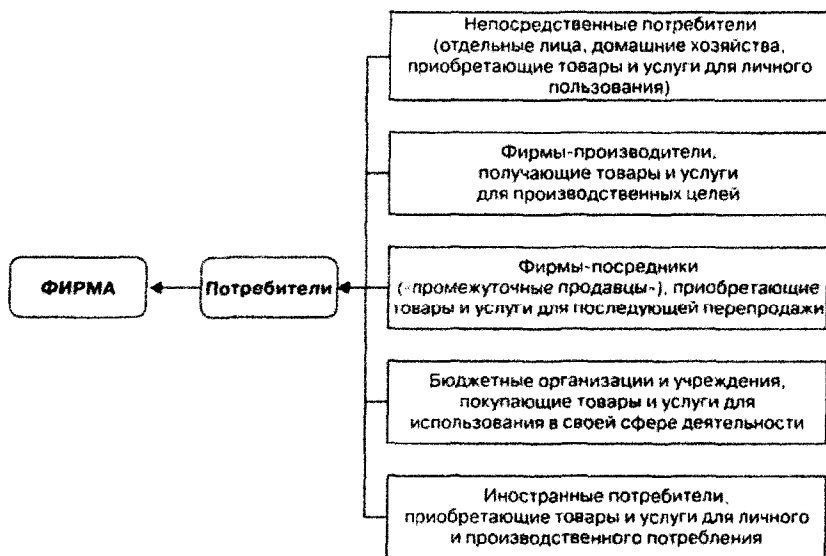 Непосредственные потребители
(отдельные лица, домашние хозяйства,
приобретающие товары и услуги для личного
пользования)
Фирмы-производители,
получающие товары и услуги
для производственных целей
ФИРМА
Потребители
Фирмы-посредники
(«промежуточные продавцы»), приобретающие
товары и услуги для последующей перепродажи
Бюджетные организации и учреждения,
покупающие товары и услуги для
использования в своей сфере деятельности
Иностранные потребители,
приобретающие товары и услуги для личного
и производственного потребления